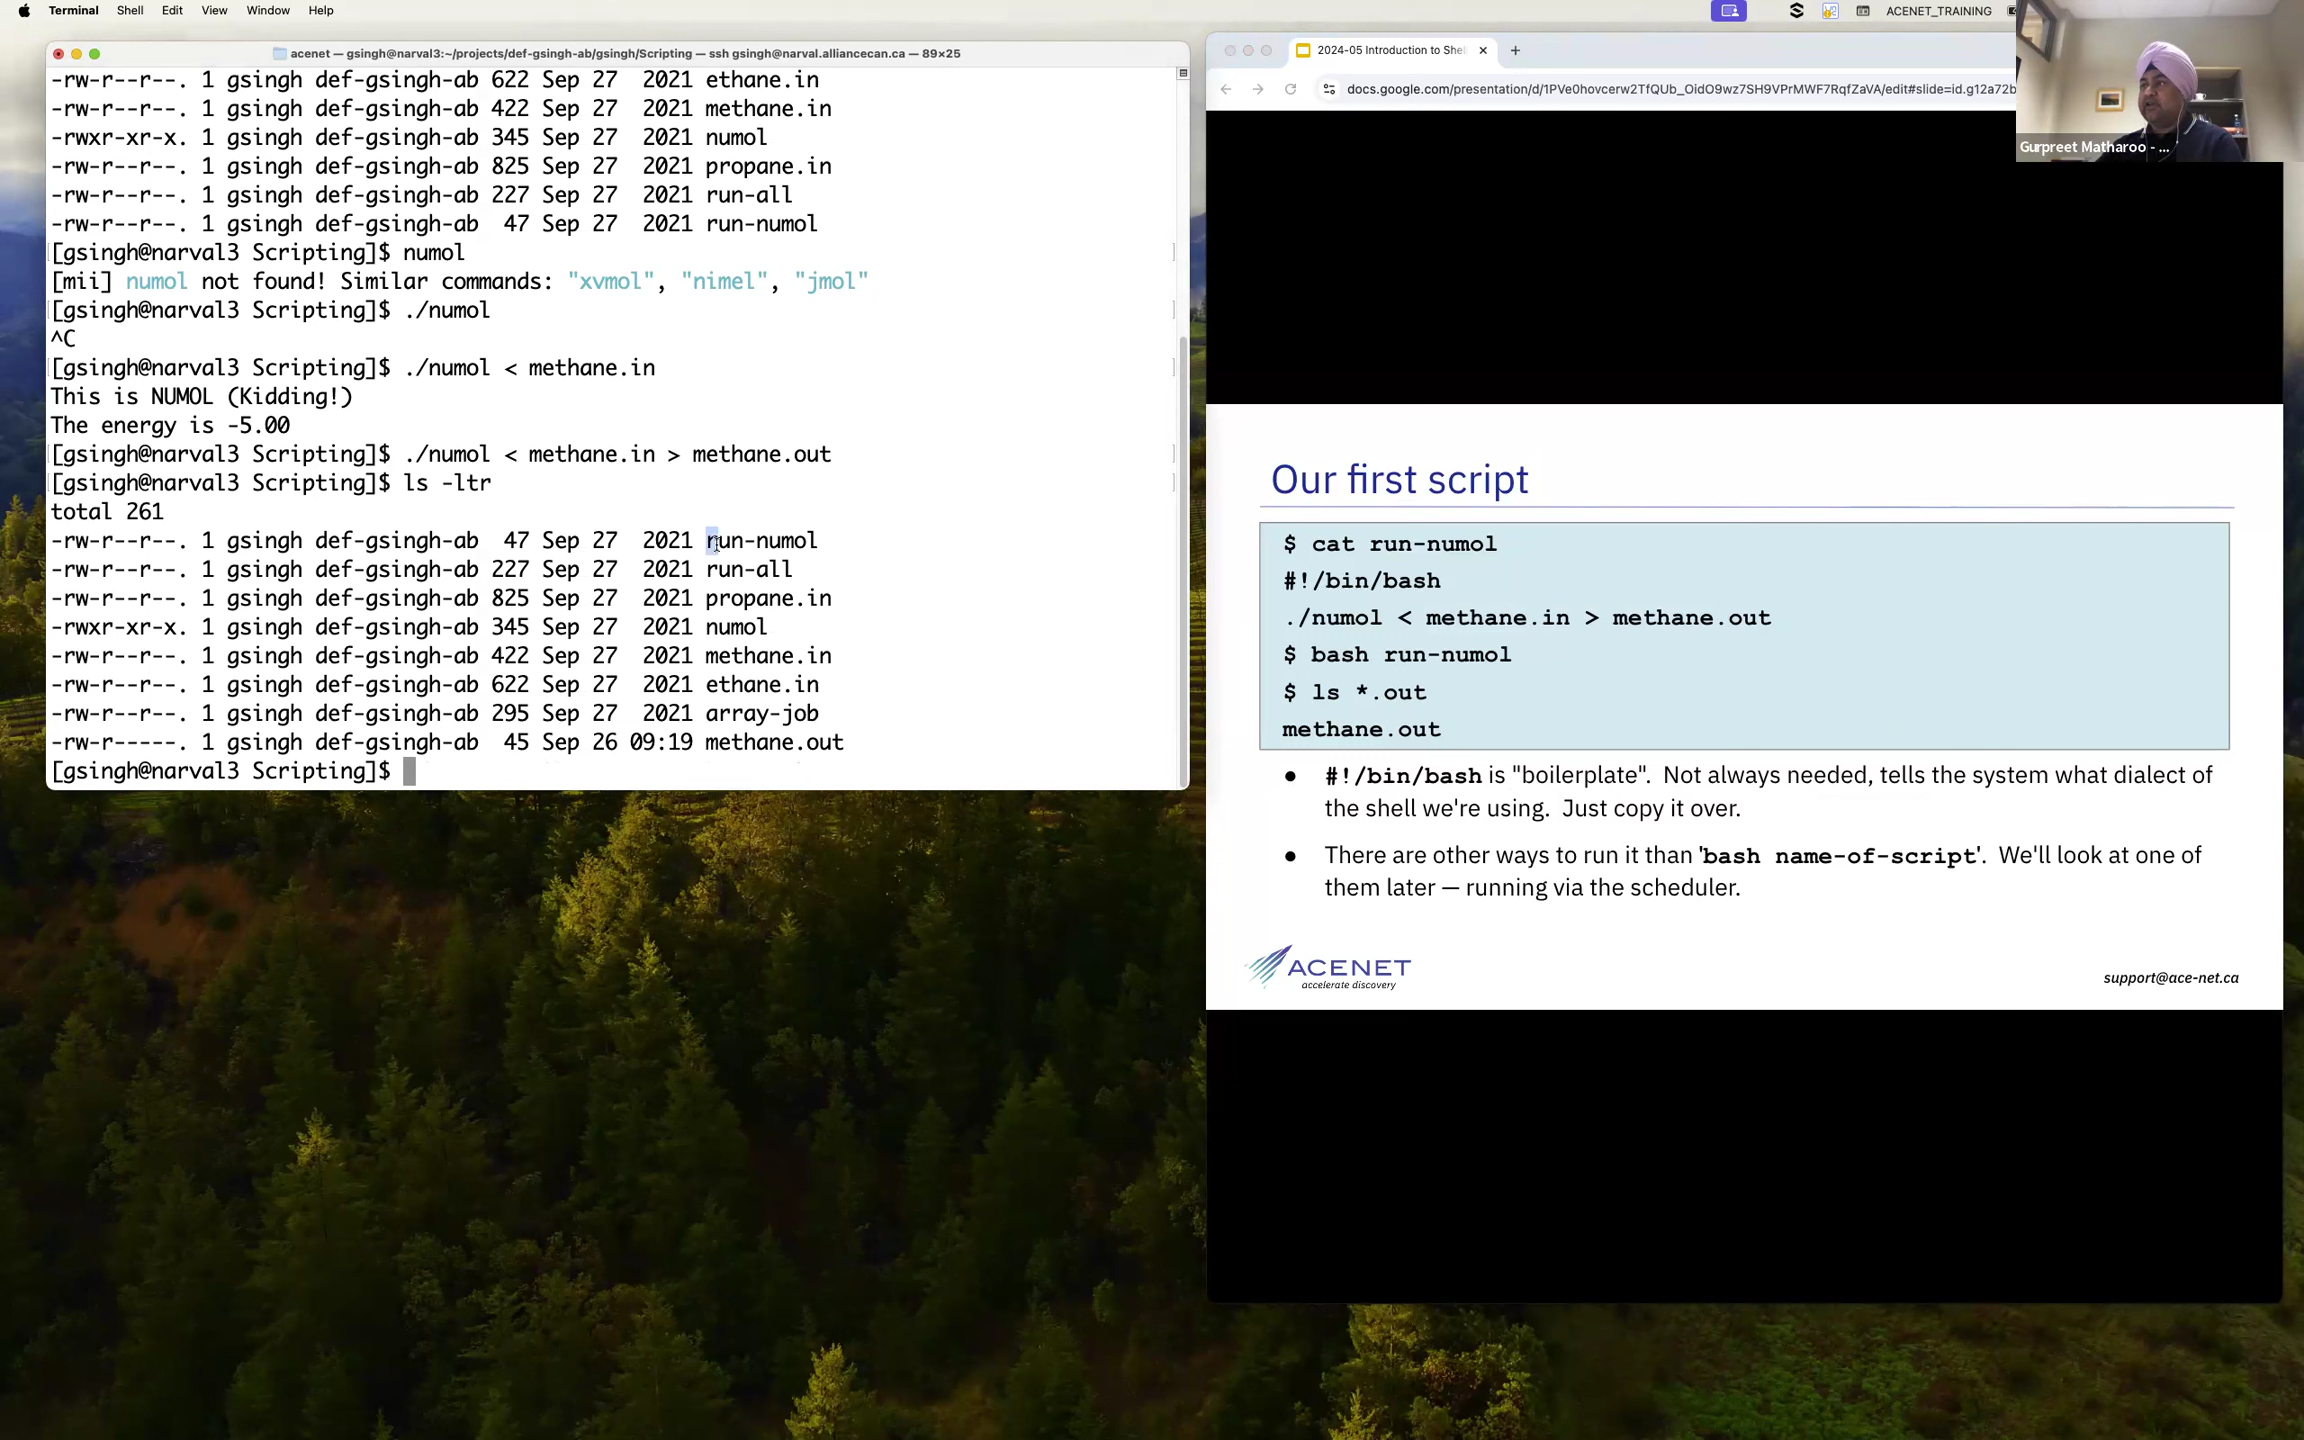 Terminal Shell Edit View Window Help
ACENET_TRAINING
acenet — gsingh@narval3:~/projects/def-gsingh-ab/gsingh/Scripting — ssh gsingh@narval.alliancecan.ca — 89×25
-rw-r--r--. 1 gsingh def-gsingh-ab 622 Sep 27  2021 ethane.in
-rw-r--r--. 1 gsingh def-gsingh-ab 422 Sep 27  2021 methane.in
-rwxr-xr-x. 1 gsingh def-gsingh-ab 345 Sep 27  2021 numol
-rw-r--r--. 1 gsingh def-gsingh-ab 825 Sep 27  2021 propane.in
-rw-r--r--. 1 gsingh def-gsingh-ab 227 Sep 27  2021 run-all
-rw-r--r--. 1 gsingh def-gsingh-ab  47 Sep 27  2021 run-numol
[gsingh@narval3 Scripting]$ numol
[mii] numol not found! Similar commands: "xvmol", "nimel", "jmol"
[gsingh@narval3 Scripting]$ ./numol
^C
[gsingh@narval3 Scripting]$ ./numol < methane.in
This is NUMOL (Kidding!)
The energy is -5.00
[gsingh@narval3 Scripting]$ ./numol < methane.in > methane.out
[gsingh@narval3 Scripting]$ ls -ltr
total 261
-rw-r--r--. 1 gsingh def-gsingh-ab  47 Sep 27  2021 run-numol
-rw-r--r--. 1 gsingh def-gsingh-ab 227 Sep 27  2021 run-all
-rw-r--r--. 1 gsingh def-gsingh-ab 825 Sep 27  2021 propane.in
-rwxr-xr-x. 1 gsingh def-gsingh-ab 345 Sep 27  2021 numol
-rw-r--r--. 1 gsingh def-gsingh-ab 422 Sep 27  2021 methane.in
-rw-r--r--. 1 gsingh def-gsingh-ab 622 Sep 27  2021 ethane.in
-rw-r--r--. 1 gsingh def-gsingh-ab 295 Sep 27  2021 array-job
-rw-r-----. 1 gsingh def-gsingh-ab  45 Sep 26 09:19 methane.out
[gsingh@narval3 Scripting]$
2024-05 Introduction to She
docs.google.com/presentation/d/1PVe0hovcerw2TfQUb_OidO9wz7SH9VPrMWF7RqfZaVA/edit#slide=id.g12a72b
Gurpreet Matharoo - ...
Our first script
$ cat run-numol
#!/bin/bash
./numol < methane.in > methane.out
$ bash run-numol
$ ls *.out
methane.out
● #!/bin/bash is "boilerplate". Not always needed, tells the system what dialect of
the shell we're using. Just copy it over.
● There are other ways to run it than 'bash name-of-script'. We'll look at one of
them later — running via the scheduler.
ACENET
accelerate discovery
support@ace-net.ca